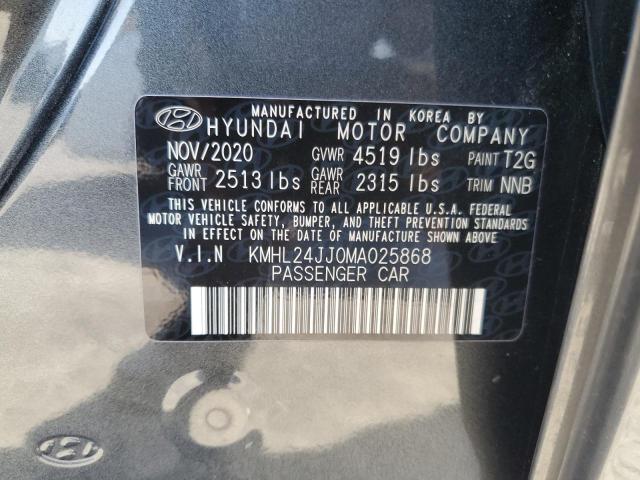 MANUFACTURED IN KOREA BY
HYUNDAI MOTOR COMPANY
NOV/2020 GVWR 4519 lbs PAINT T2G
GAWR FRONT 2513 lbs GAWR REAR 2315 lbs TRIM NNB
THIS VEHICLE CONFORMS TO ALL APPLICABLE U.S.A. FEDERAL
MOTOR VEHICLE SAFETY, BUMPER, AND THEFT PREVENTION STANDARDS
IN EFFECT ON THE DATE OF MANUFACTURE SHOWN ABOVE
V.I.N KMHL24JJ0MA025868
PASSENGER CAR